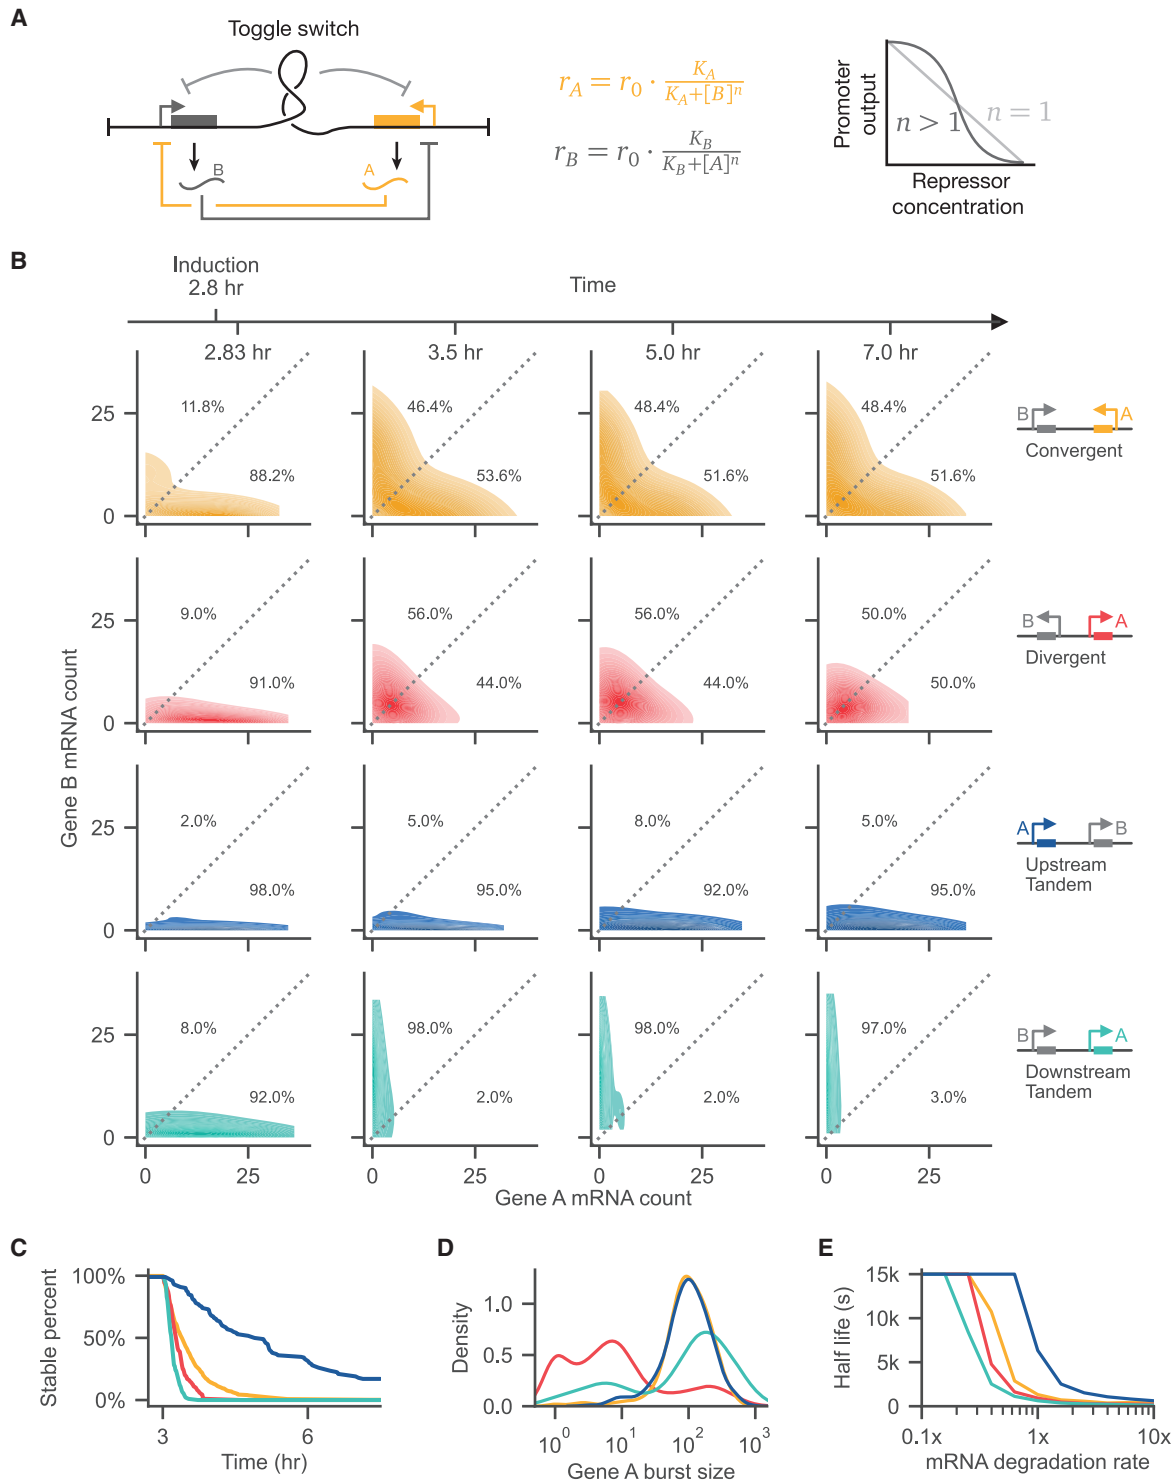 A
Toggle switch
B
A
r_A = r_0 · K_A / K_A+[B]^n
r_B = r_0 · K_B / K_B+[A]^n
Promoter
output
n > 1
n = 1
Repressor
concentration
B
Induction
2.8 hr
Time
2.83 hr
3.5 hr
5.0 hr
7.0 hr
25
0
11.8%
88.2%
46.4%
53.6%
48.4%
51.6%
48.4%
51.6%
B
A
Convergent
25
0
9.0%
91.0%
56.0%
44.0%
56.0%
44.0%
50.0%
50.0%
B
A
Divergent
Gene B mRNA count
25
0
2.0%
98.0%
5.0%
95.0%
8.0%
92.0%
5.0%
95.0%
A
B
Upstream
Tandem
25
0
8.0%
92.0%
98.0%
2.0%
98.0%
2.0%
97.0%
3.0%
B
A
Downstream
Tandem
0
25
0
25
0
25
0
25
Gene A mRNA count
C
Stable percent
100%
50%
0%
3
6
Time (hr)
D
Density
1.0
0.5
0.0
10^0
10^1
10^2
10^3
Gene A burst size
E
Half life (s)
15k
10k
5k
0
0.1x
1x
10x
mRNA degradation rate